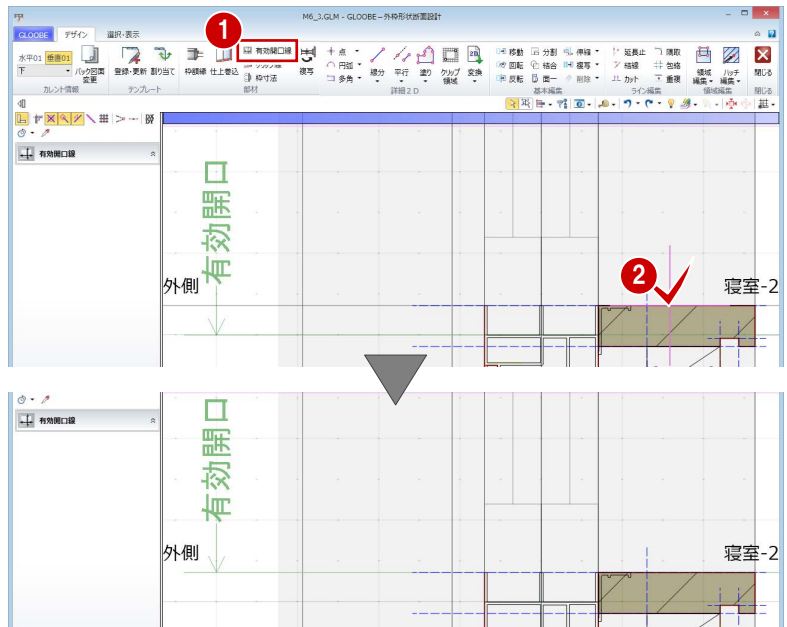 M6_3.GLM - GLOOBE－外枠形状断面設計
GLOOBE デザイン 選択・表示
1
水平01 垂直01
下
バック図面
変更
カレント情報
登録・更新 割り当て
テンプレート
枠額縁 仕上巻込
有効開口線
枠寸法
部材
複写
点
円弧
多角
線分 平行 塗り
クリップ
領域
変換
詳細２Ｄ
移動 分割 伸縮
回転 結合 複写
反転 面一 削除
基本編集
延長止 隅取
結線 包絡
カット 重複
ライン編集
領域
編集
ハッチ
編集
領域編集
閉じる
閉じる
有効開口線
有効開口
外側
2
寝室-2
有効開口線
有効開口
外側
寝室-2